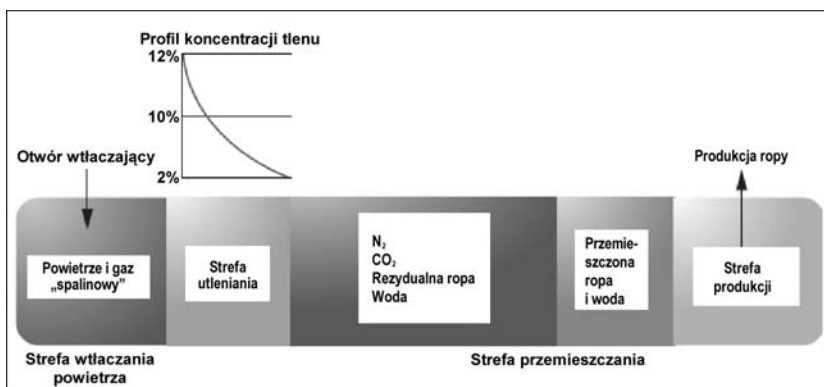 Profil koncentracji tlenu
12%
10%
2%
Otwór wtłaczający
Produkcja ropy
Powietrze i gaz
„spalinowy”
Strefa
utleniania
N₂
CO₂
Rezydualna ropa
Woda
Przemie-
szczona
ropa
i woda
Strefa
produkcji
Strefa wtłaczania
powietrza
Strefa przemieszczania